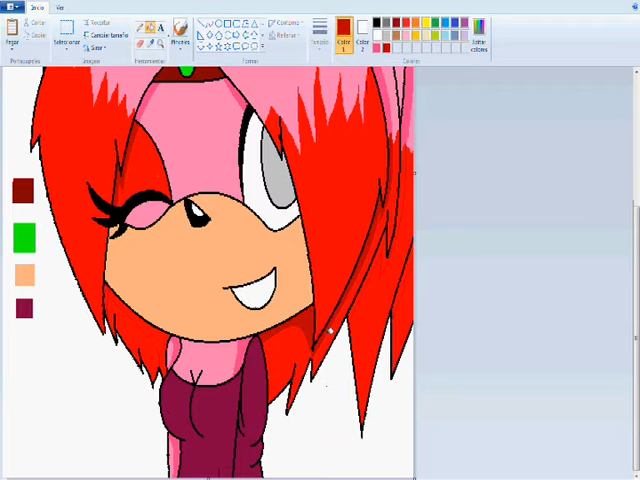 Inicio
Ver
Pegar
Cortar
Copiar
Seleccionar
Recortar
Cambiar tamaño
Girar
Pinceles
Contorno
Rellenar
Tamaño
Color 1
Color 2
Editar colores
Portapapeles
Imagen
Formas
Colores